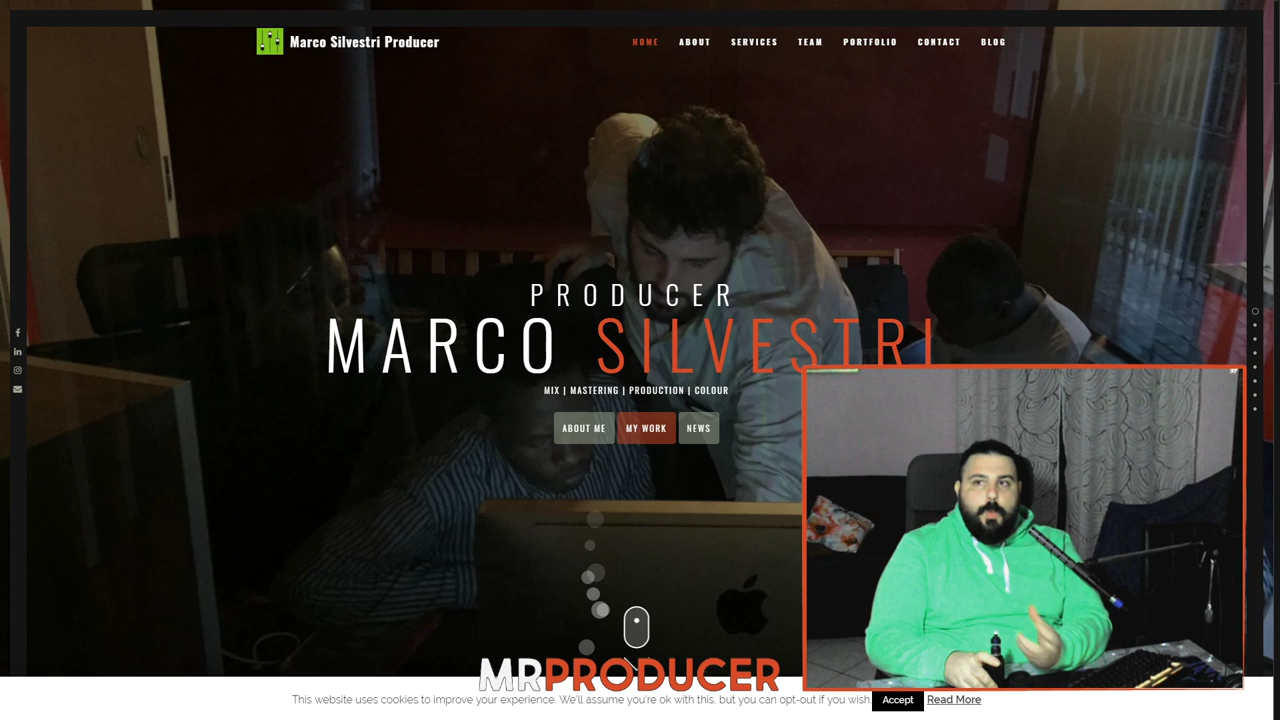 Marco Silvestri Producer
HOME ABOUT SERVICES TEAM PORTFOLIO CONTACT BLOG
PRODUCER
MARCO SILVESTRI
MIX | MASTERING | PRODUCTION | COLOUR
ABOUT ME MY WORK NEWS
MRPRODUCER
This website uses cookies to improve your experience. We'll assume you're ok with this, but you can opt-out if you wish. Accept Read More